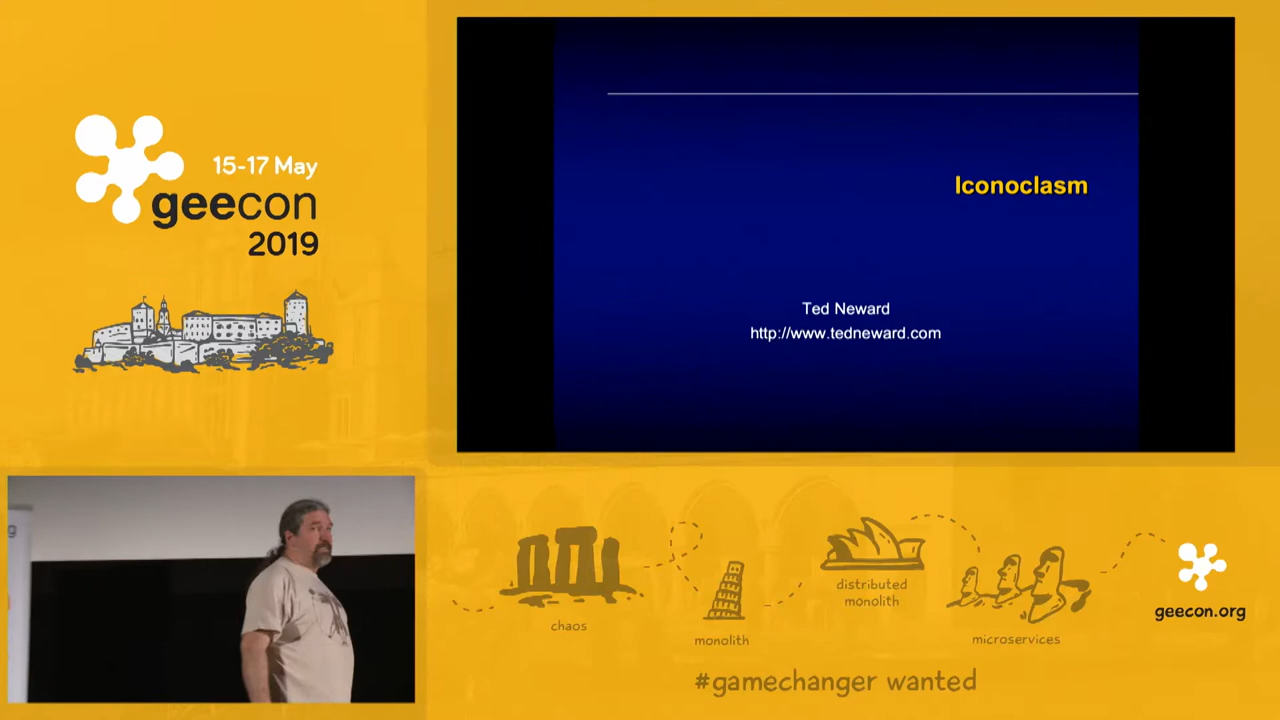 15-17 May
geecon
2019
Iconoclasm
Ted Neward
http://www.tedneward.com
chaos
monolith
distributed
monolith
microservices
geecon.org
#gamechanger wanted